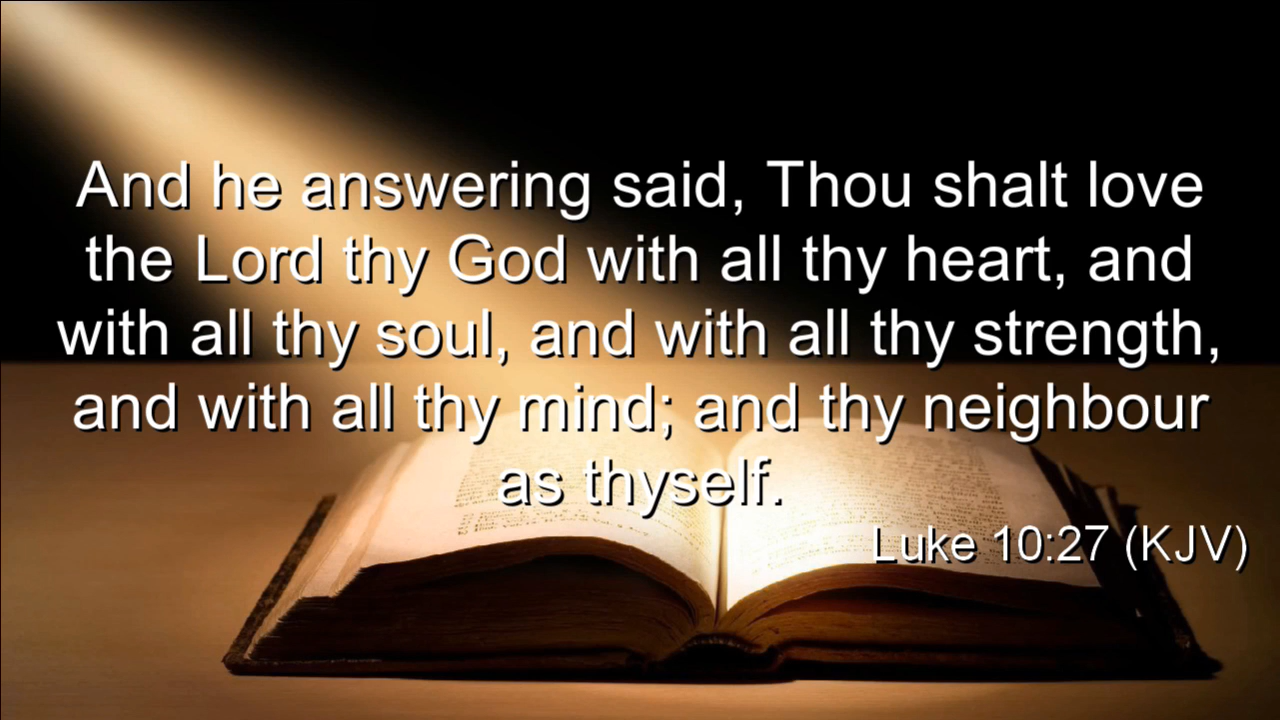 And he answering said, Thou shalt love
the Lord thy God with all thy heart, and
with all thy soul, and with all thy strength,
and with all thy mind; and thy neighbour
as thyself.
Luke 10:27 (KJV)